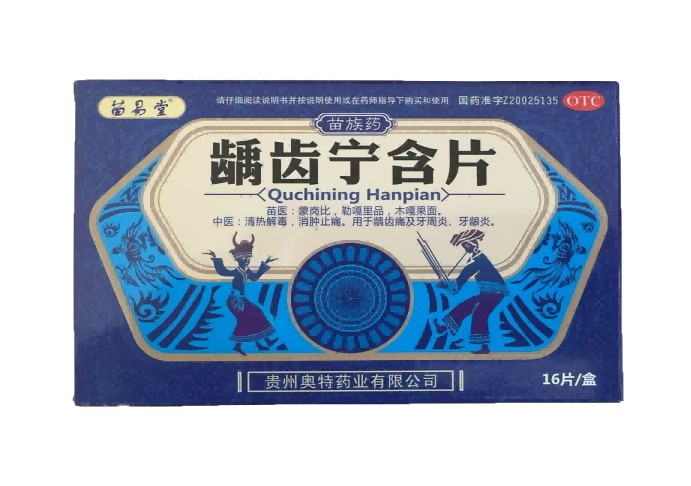 苗易堂
请仔细阅读说明书并按说明使用或在药师指导下购买和使用 国药准字Z20025135 OTC
苗族药
龋齿宁含片
Quchining Hanpian
苗医：蒙岗比，勒嘎里品，木嘎果面。
中医：清热解毒，消肿止痛。用于龋齿痛及牙周炎、牙龈炎。
贵州奥特药业有限公司
16片/盒